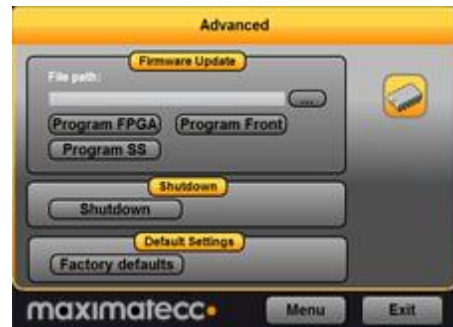 Advanced
Firmware Update
File path:
...
Program FPGA Program Front
Program SS
Shutdown
Shutdown
Default Settings
Factory defaults
maximatecc
Menu Exit